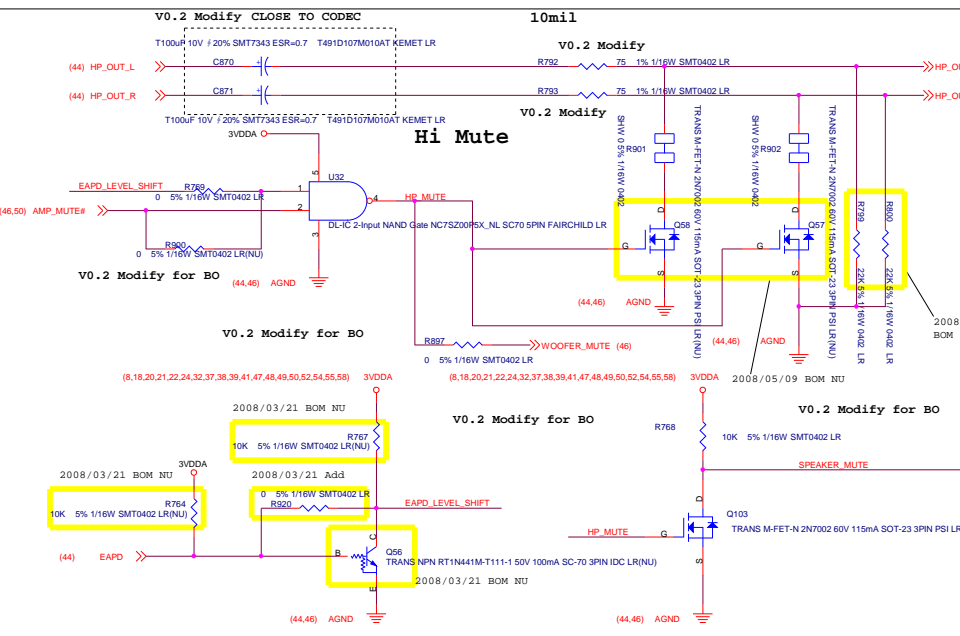 V0.2 Modify CLOSE TO CODEC
10mil
T100uF 10V ±20% SMT7343 ESR=0.7 T491D107M010AT KEMET LR
V0.2 Modify
(44) HP_OUT_L
C870
R792
75 1% 1/16W SMT0402 LR
(44) HP_OUT_R
C871
R793
75 1% 1/16W SMT0402 LR
T100uF 10V ±20% SMT7343 ESR=0.7 T491D107M010AT KEMET LR
V0.2 Modify
3VDDA
Hi Mute
SHW 0 5% 1/16W 0402
R901
TRANS M-FET-N 2N7002 60V 115mA SOT-23 3PIN PSI LR(NU)
SHW 0 5% 1/16W 0402
R902
TRANS M-FET-N 2N7002 60V 115mA SOT-23 3PIN PSI LR(NU)
EAPD_LEVEL_SHIFT
R769
0 5% 1/16W SMT0402 LR
5
U32
1
2
4
3
HP_MUTE
(46,50) AMP_MUTE#
DL-IC 2-Input NAND Gate NC7SZ00P5X_NL SC70 5PIN FAIRCHILD LR
R900
0 5% 1/16W SMT0402 LR(NU)
D
Q58
G
S
D
Q57
G
S
R799
22K 5% 1/16W 0402 LR
R800
22K 5% 1/16W 0402 LR
V0.2 Modify for BO
(44,46) AGND
(44,46) AGND
V0.2 Modify for BO
R897
0 5% 1/16W SMT0402 LR
WOOFER_MUTE (46)
(44,46) AGND
2008
BOM
(8,18,20,21,22,24,32,37,38,39,41,47,48,49,50,52,54,55,58) 3VDDA
(8,18,20,21,22,24,32,37,38,39,41,47,48,49,50,52,54,55,58) 3VDDA
2008/05/09 BOM NU
2008/03/21 BOM NU
V0.2 Modify for BO
V0.2 Modify for BO
R767
10K 5% 1/16W SMT0402 LR(NU)
R768
10K 5% 1/16W SMT0402 LR
2008/03/21 BOM NU
3VDDA
2008/03/21 Add
SPEAKER_MUTE
R764
10K 5% 1/16W SMT0402 LR(NU)
0 5% 1/16W SMT0402 LR
R920
EAPD_LEVEL_SHIFT
D
Q103
HP_MUTE
G
S
TRANS M-FET-N 2N7002 60V 115mA SOT-23 3PIN PSI LR
(44) EAPD
B
C
E
Q56
TRANS NPN RT1N441M-T111-1 50V 100mA SC-70 3PIN IDC LR(NU)
2008/03/21 BOM NU
(44,46) AGND
(44,46) AGND